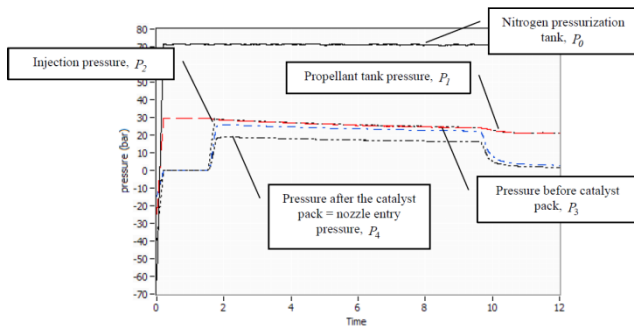 Nitrogen pressurization
tank, P0
Injection pressure, P2
Propellant tank pressure, P1
Pressure after the catalyst
pack = nozzle entry
pressure, P4
Pressure before catalyst
pack, P3
pressure (bar)
80
70
60
50
40
30
20
10
0
-10
-20
-30
-40
-50
-60
-70
0
2
4
6
8
10
12
Time